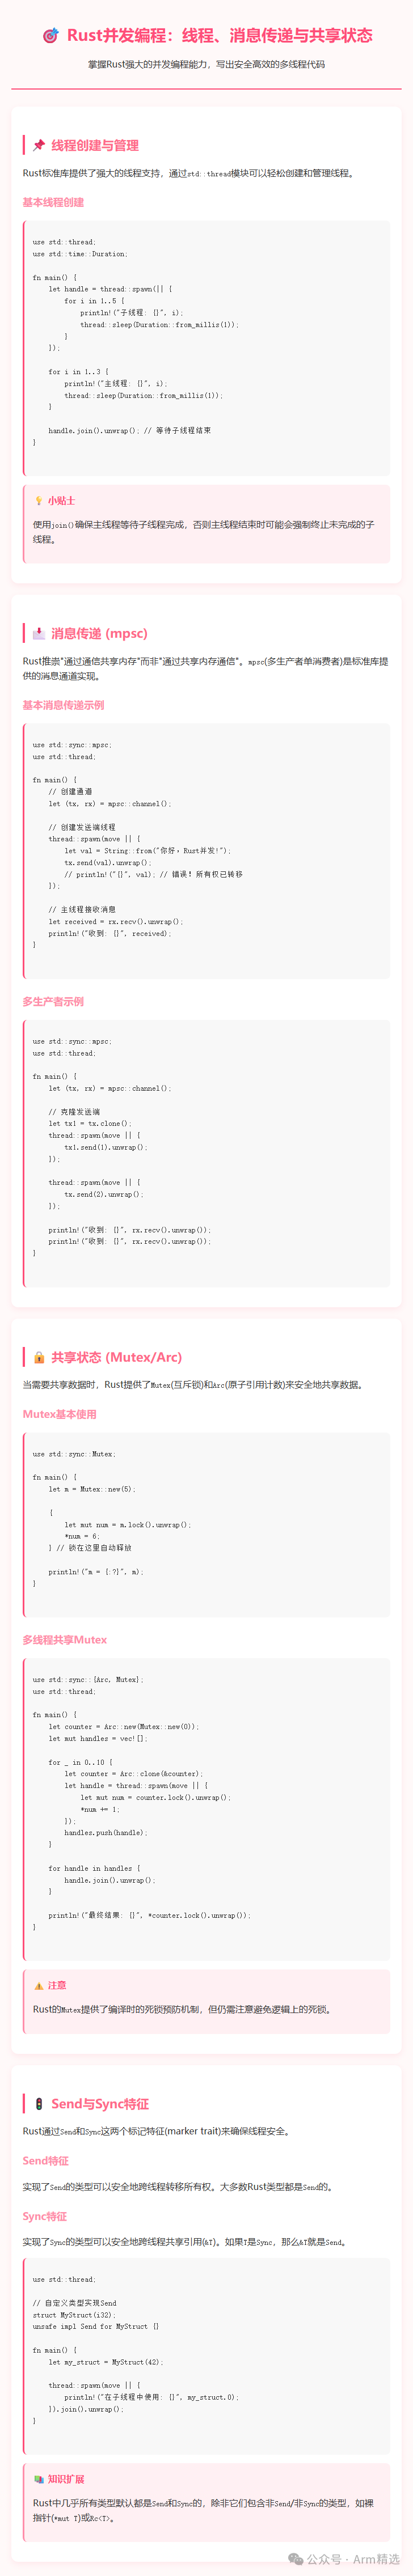 🎯 Rust并发编程：线程、消息传递与共享状态
掌握Rust强大的并发编程能力，写出安全高效的多线程代码
📌 线程创建与管理
Rust标准库提供了强大的线程支持，通过std::thread模块可以轻松创建和管理线程。
基本线程创建
use std::thread;
use std::time::Duration;

fn main() {
    let handle = thread::spawn(|| {
        for i in 1..5 {
            println!("子线程: {}", i);
            thread::sleep(Duration::from_millis(1));
        }
    });

    for i in 1..3 {
        println!("主线程: {}", i);
        thread::sleep(Duration::from_millis(1));
    }

    handle.join().unwrap(); // 等待子线程结束
}
💡 小贴士
使用join()确保主线程等待子线程完成，否则主线程结束时可能会强制终止未完成的子
线程。
📩 消息传递 (mpsc)
Rust推崇"通过通信共享内存"而非"通过共享内存通信"。mpsc(多生产者单消费者)是标准库提
供的消息通道实现。
基本消息传递示例
use std::sync::mpsc;
use std::thread;

fn main() {
    // 创建通道
    let (tx, rx) = mpsc::channel();

    // 创建发送端线程
    thread::spawn(move || {
        let val = String::from("你好，Rust并发!");
        tx.send(val).unwrap();
        // println!("{}", val); // 错误！所有权已转移
    });

    // 主线程接收消息
    let received = rx.recv().unwrap();
    println!("收到: {}", received);
}
多生产者示例
use std::sync::mpsc;
use std::thread;

fn main() {
    let (tx, rx) = mpsc::channel();

    // 克隆发送端
    let tx1 = tx.clone();
    thread::spawn(move || {
        tx1.send(1).unwrap();
    });

    thread::spawn(move || {
        tx.send(2).unwrap();
    });

    println!("收到: {}", rx.recv().unwrap());
    println!("收到: {}", rx.recv().unwrap());
}
🔒 共享状态 (Mutex/Arc)
当需要共享数据时，Rust提供了Mutex(互斥锁)和Arc(原子引用计数)来安全地共享数据。
Mutex基本使用
use std::sync::Mutex;

fn main() {
    let m = Mutex::new(5);

    {
        let mut num = m.lock().unwrap();
        *num = 6;
    } // 锁在这里自动释放

    println!("m = {:?}", m);
}
多线程共享Mutex
use std::sync::{Arc, Mutex};
use std::thread;

fn main() {
    let counter = Arc::new(Mutex::new(0));
    let mut handles = vec![];

    for _ in 0..10 {
        let counter = Arc::clone(&counter);
        let handle = thread::spawn(move || {
            let mut num = counter.lock().unwrap();
            *num += 1;
        });
        handles.push(handle);
    }

    for handle in handles {
        handle.join().unwrap();
    }

    println!("最终结果: {}", *counter.lock().unwrap());
}
⚠️ 注意
Rust的Mutex提供了编译时的死锁预防机制，但仍需注意避免逻辑上的死锁。
🚦 Send与Sync特征
Rust通过Send和Sync这两个标记特征(marker trait)来确保线程安全。
Send特征
实现了Send的类型可以安全地跨线程转移所有权。大多数Rust类型都是Send的。
Sync特征
实现了Sync的类型可以安全地跨线程共享引用(&T)。如果T是Sync，那么&T就是Send。
use std::thread;

// 自定义类型实现Send
struct MyStruct(i32);
unsafe impl Send for MyStruct {}

fn main() {
    let my_struct = MyStruct(42);

    thread::spawn(move || {
        println!("在子线程中使用: {}", my_struct.0);
    }).join().unwrap();
}
📚 知识扩展
Rust中几乎所有类型默认都是Send和Sync的，除非它们包含非Send/非Sync的类型，如裸
指针(*mut T)或Rc<T>。
公众号 · Arm精选